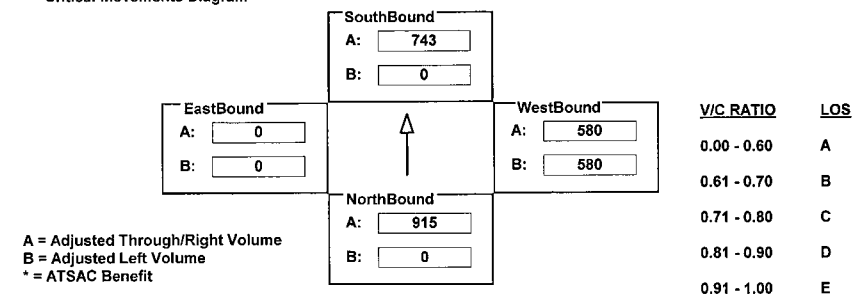 Critical Movements Diagram
SouthBound
A: 743
B: 0
EastBound
A: 0
B: 0
WestBound
A: 580
B: 580
NorthBound
A: 915
B: 0
A = Adjusted Through/Right Volume
B = Adjusted Left Volume
* = ATSAC Benefit
V/C RATIO LOS
0.00 - 0.60 A
0.61 - 0.70 B
0.71 - 0.80 C
0.81 - 0.90 D
0.91 - 1.00 E